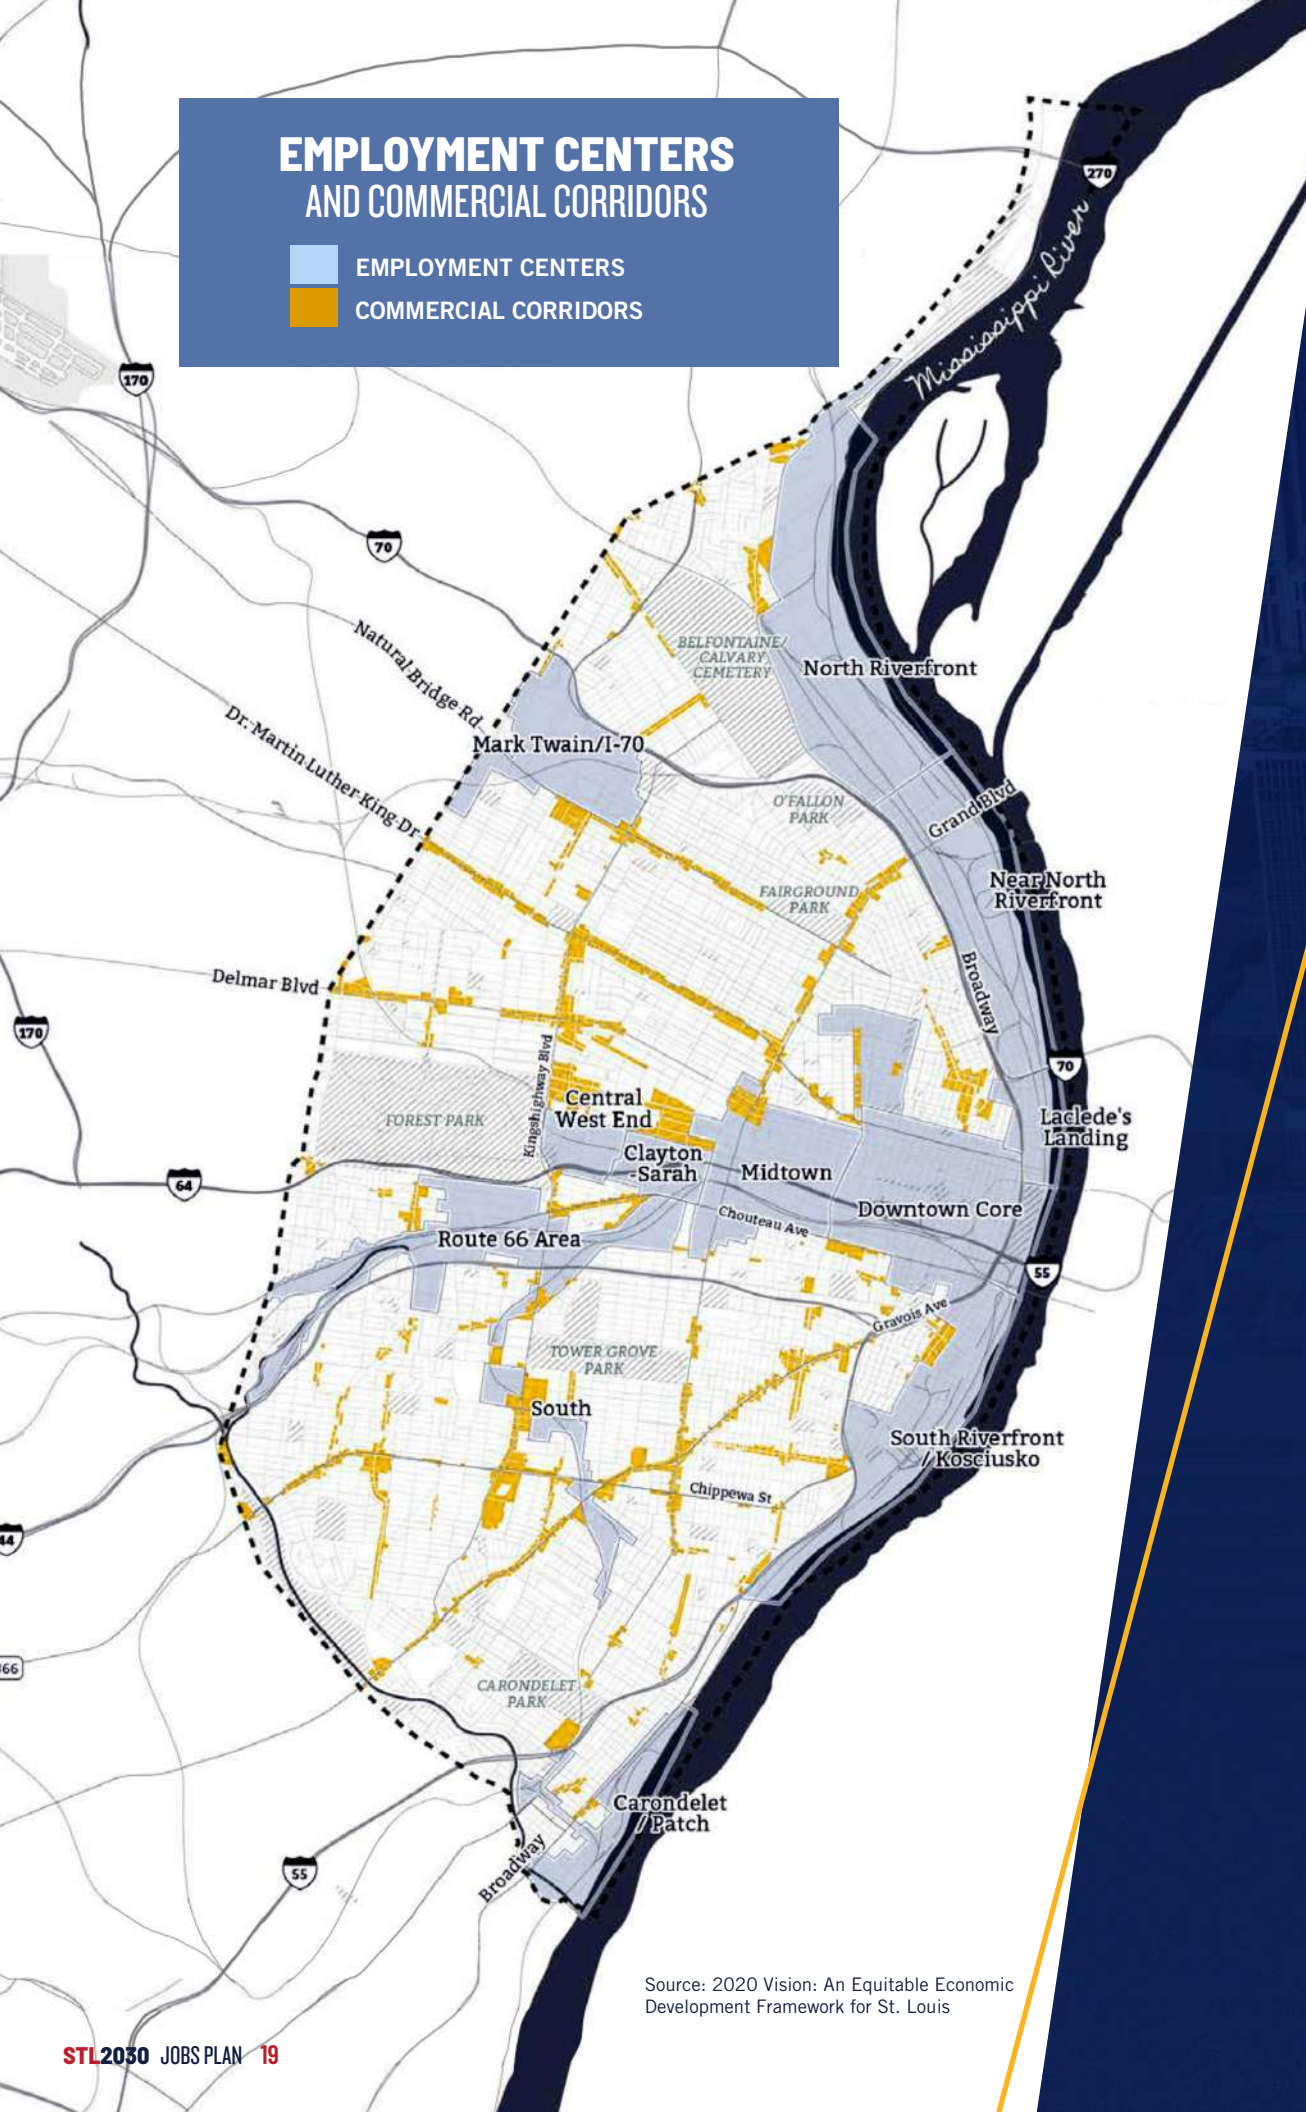 EMPLOYMENT CENTERS
AND COMMERCIAL CORRIDORS
EMPLOYMENT CENTERS
COMMERCIAL CORRIDORS
270
Mississippi River
170
70
Natural Bridge Rd
BELFONTAINE/
CALVARY
CEMETERY
North Riverfront
Dr. Martin Luther King Dr
Mark Twain/I-70
O'FALLON
PARK
Grand Blvd
FAIRGROUND
PARK
Near North
Riverfront
Delmar Blvd
Broadway
170
Kingshighway Blvd
70
FOREST PARK
Central
West End
Laclede's
Landing
Clayton
-Sarah
Midtown
64
Downtown Core
Chouteau Ave
Route 66 Area
55
Gravois Ave
TOWER GROVE
PARK
South
South Riverfront
/ Kosciusko
Chippewa St
44
366
CARONDELET
PARK
Carondelet
/ Patch
Broadway
55
Source: 2020 Vision: An Equitable Economic
Development Framework for St. Louis
STL2030 JOBS PLAN 19